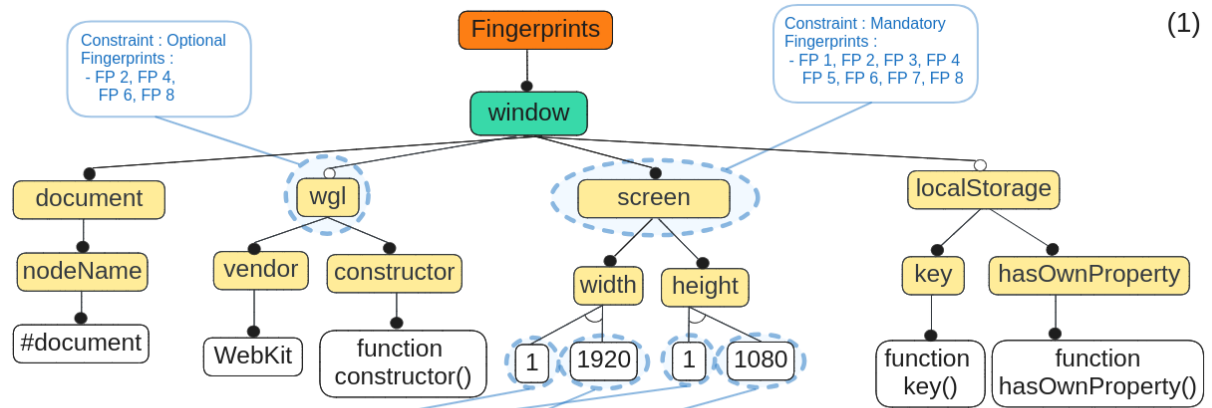 Fingerprints
(1)
Constraint : Optional
Fingerprints :
- FP 2, FP 4,
FP 6, FP 8
Constraint : Mandatory
Fingerprints :
- FP 1, FP 2, FP 3, FP 4
FP 5, FP 6, FP 7, FP 8
window
document
wgl
screen
localStorage
nodeName
vendor
constructor
width
height
key
hasOwnProperty
#document
WebKit
function
constructor()
1
1920
1
1080
function
key()
function
hasOwnProperty()